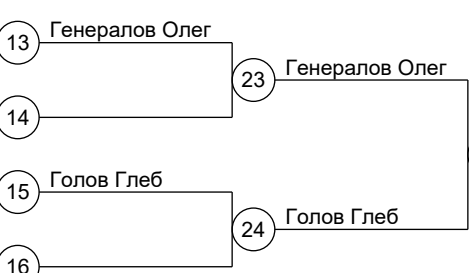 13 Генералов Олег
23 Генералов Олег
14
15 Голов Глеб
24 Голов Глеб
16